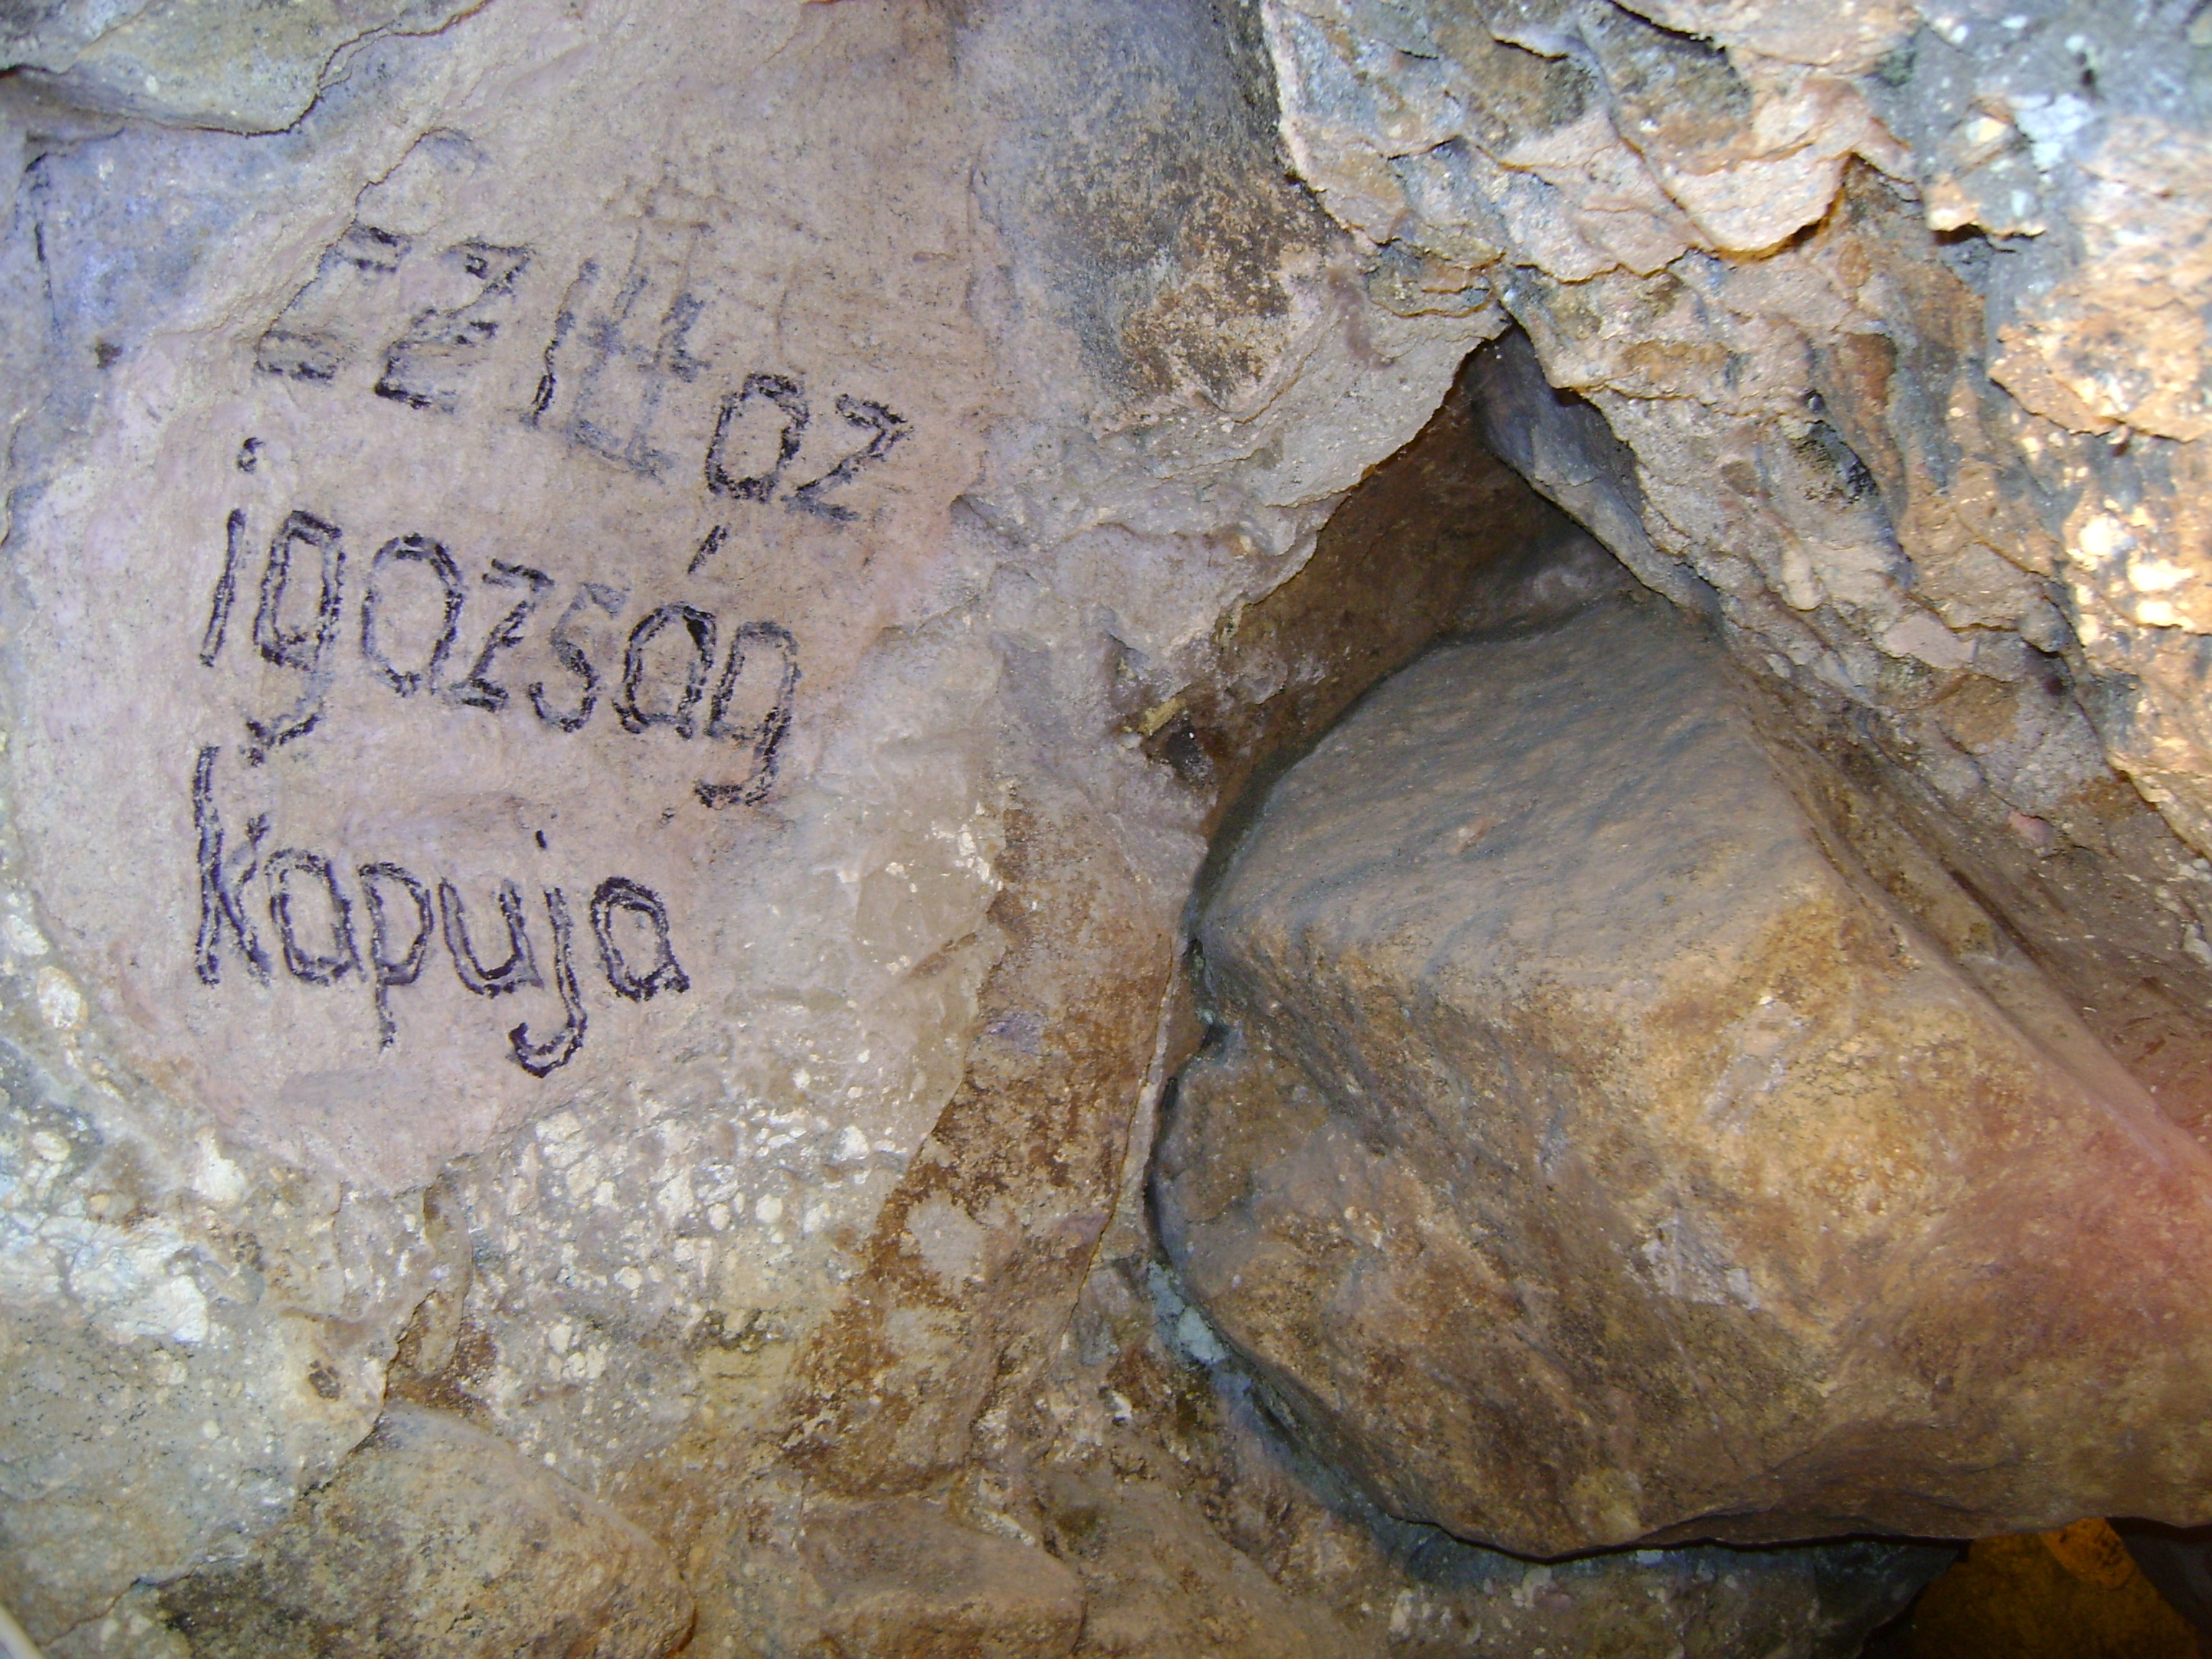 Ez itt az
igazság
kapuja